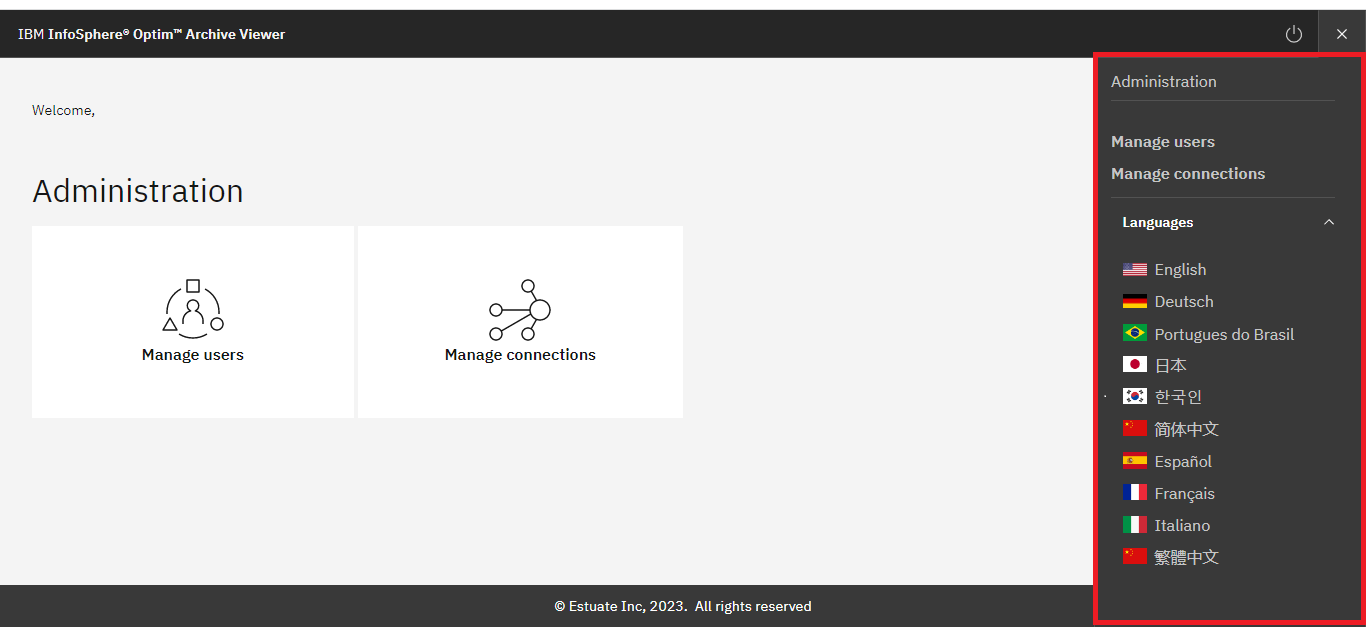 IBM InfoSphere® Optim™ Archive Viewer
Welcome,
Administration
Manage users
Manage connections
Administration
Manage users
Manage connections
Languages
English
Deutsch
Portugues do Brasil
日本
한국인
简体中文
Español
Français
Italiano
繁體中文
© Estuate Inc, 2023. All rights reserved